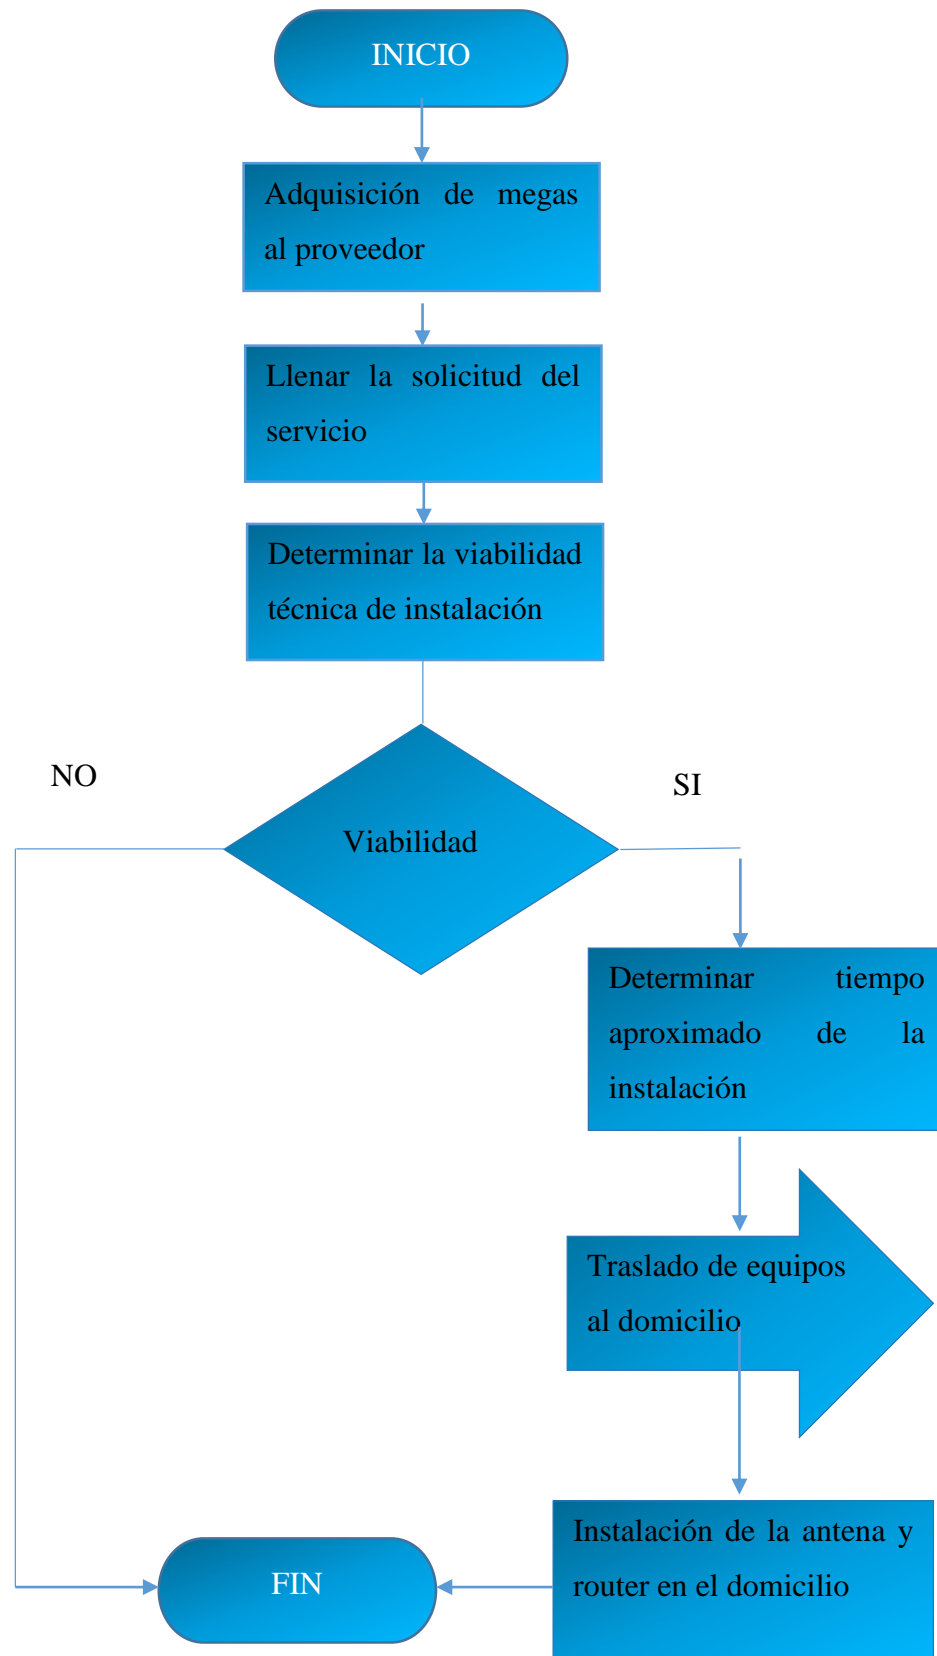 INICIO
Adquisición de megas
al proveedor
Llenar la solicitud del
servicio
Determinar la viabilidad
técnica de instalación
NO
SI
Viabilidad
Determinar tiempo
aproximado de la
instalación
Traslado de equipos
al domicilio
Instalación de la antena y
router en el domicilio
FIN